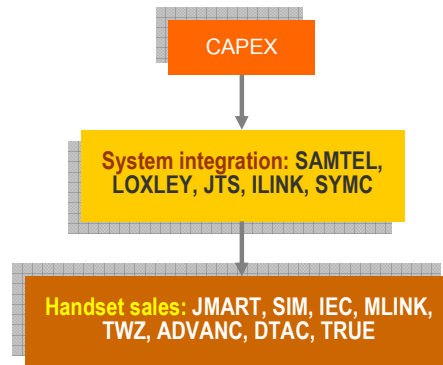 CAPEX
System integration: SAMTEL,
LOXLEY, JTS, ILINK, SYMC
Handset sales: JMART, SIM, IEC, MLINK,
TWZ, ADVANC, DTAC, TRUE